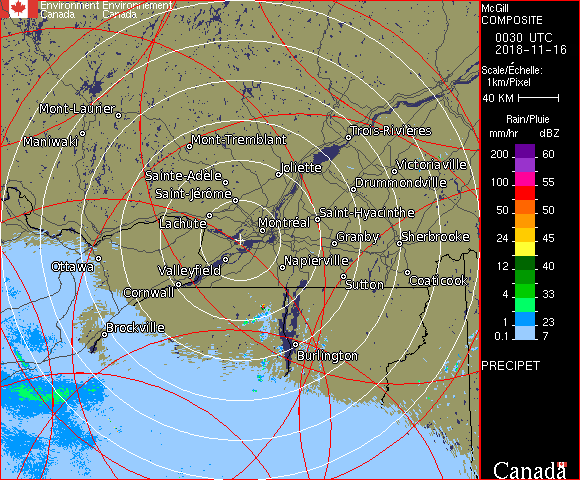 Environment Environnement
Canada Canada
McGill
COMPOSITE
0030 UTC
2018-11-16
Scale/Échelle:
1km/Pixel
40 KM
Rain/Pluie
mm/hr dBZ
200 60
100 55
50 50
24 45
12 40
4 30
1 23
0.1 7
PRECIPET
Canada
Mont-Laurier
Maniwaki
Mont-Tremblant
Trois-Rivières
Sainte-Adèle
Joliette
Victoriaville
Saint-Jérôme
Drummondville
Lachute
Montréal
Saint-Hyacinthe
Granby
Sherbrooke
Ottawa
Valleyfield
Napierville
Cornwall
Sutton
Coaticook
Brockville
Burlington